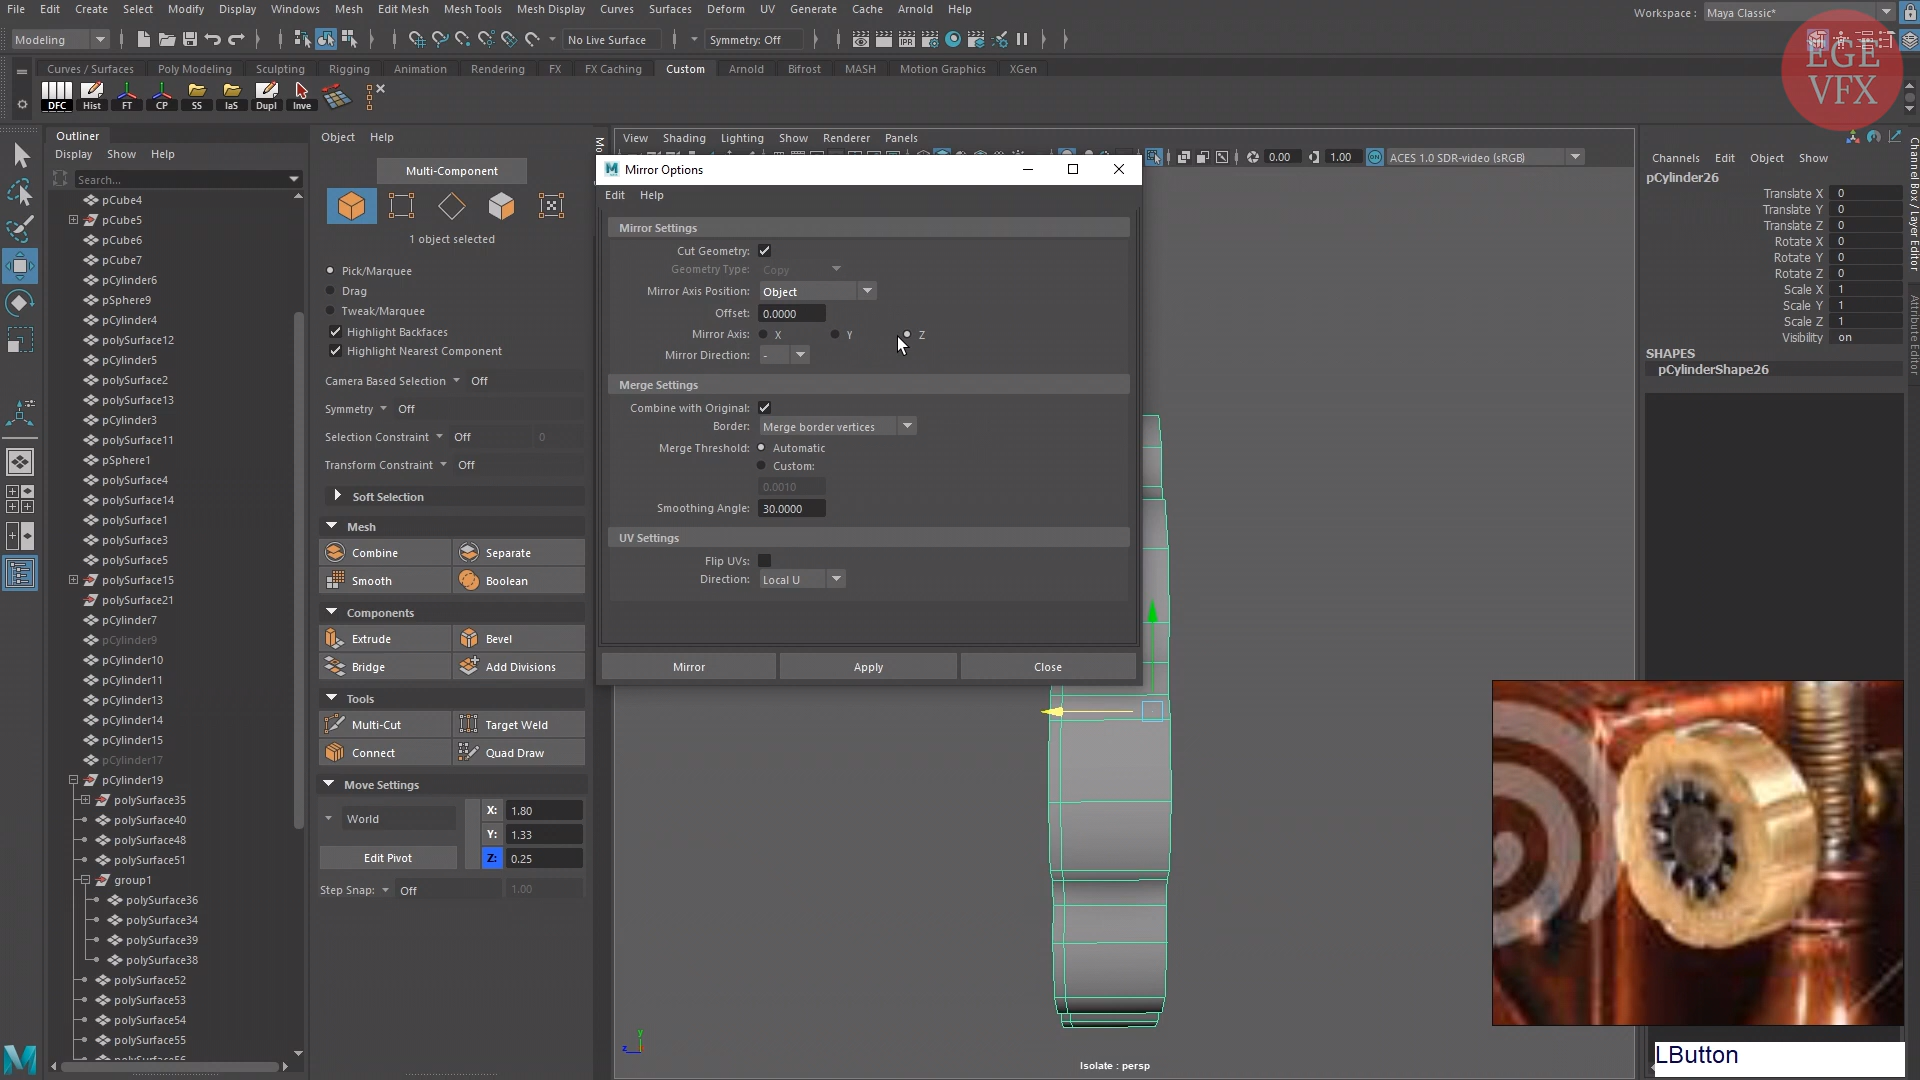 File Edit Create Select Modify Display Windows Mesh Edit Mesh Mesh Tools Mesh Display Curves Surfaces Deform UV Generate Cache Arnold Help
Workspace : Maya Classic*
Modeling No Live Surface Symmetry: Off
Curves / Surfaces Poly Modeling Sculpting Rigging Animation Rendering FX FX Caching Custom Arnold Bifrost MASH Motion Graphics XGen
EGE
VFX
DFC Hist FT CP SS IaS Dupl Inve
Outliner
Display Show Help
Search...
pCube4
pCube5
pCube6
pCube7
pCylinder6
pSphere9
pCylinder4
polySurface12
pCylinder5
polySurface2
polySurface13
pCylinder3
polySurface11
pSphere1
polySurface4
polySurface14
polySurface1
polySurface3
polySurface5
polySurface15
polySurface21
pCylinder7
pCylinder9
pCylinder10
pCylinder11
pCylinder13
pCylinder14
pCylinder15
pCylinder17
pCylinder19
polySurface35
polySurface40
polySurface48
polySurface51
group1
polySurface36
polySurface34
polySurface39
polySurface38
polySurface52
polySurface53
polySurface54
polySurface55
polySurface56
Object Help
Multi-Component
1 object selected
Pick/Marquee
Drag
Tweak/Marquee
Highlight Backfaces
Highlight Nearest Component
Camera Based Selection Off
Symmetry Off
Selection Constraint Off 0
Transform Constraint Off
Soft Selection
Mesh
Combine Separate
Smooth Boolean
Components
Extrude Bevel
Bridge Add Divisions
Tools
Multi-Cut Target Weld
Connect Quad Draw
Move Settings
World
X: 1.80
Y: 1.33
Z: 0.25
Edit Pivot
Step Snap: Off 1.00
View Shading Lighting Show Renderer Panels
0.00 1.00 ACES 1.0 SDR-video (sRGB)
Mirror Options
Edit Help
Mirror Settings
Cut Geometry:
Geometry Type: Copy
Mirror Axis Position: Object
Offset: 0.0000
Mirror Axis: X Y Z
Mirror Direction: -
Merge Settings
Combine with Original:
Border: Merge border vertices
Merge Threshold: Automatic
Custom:
0.0010
Smoothing Angle: 30.0000
UV Settings
Flip UVs:
Direction: Local U
Mirror Apply Close
y
z
Isolate : persp
Channels Edit Object Show
pCylinder26
Translate X 0
Translate Y 0
Translate Z 0
Rotate X 0
Rotate Y 0
Rotate Z 0
Scale X 1
Scale Y 1
Scale Z 1
Visibility on
SHAPES
pCylinderShape26
Channel Box / Layer Editor
Attribute Editor
LButton